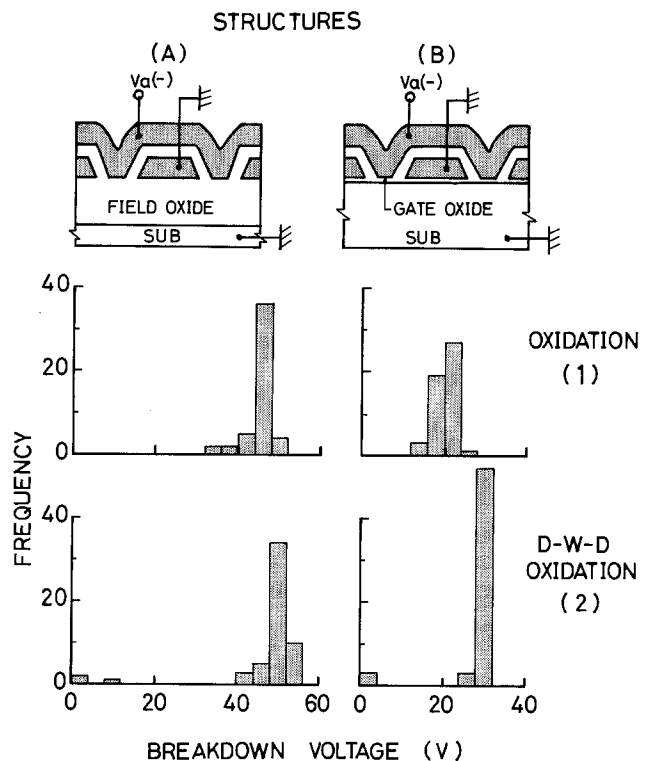 STRUCTURES
(A)
(B)
Va(-)
Va(-)
FIELD OXIDE
SUB
GATE OXIDE
SUB
40
20
0
OXIDATION
(1)
FREQUENCY
40
20
0
D-W-D
OXIDATION
(2)
0 20 40 60
0 20 40
BREAKDOWN VOLTAGE (V)